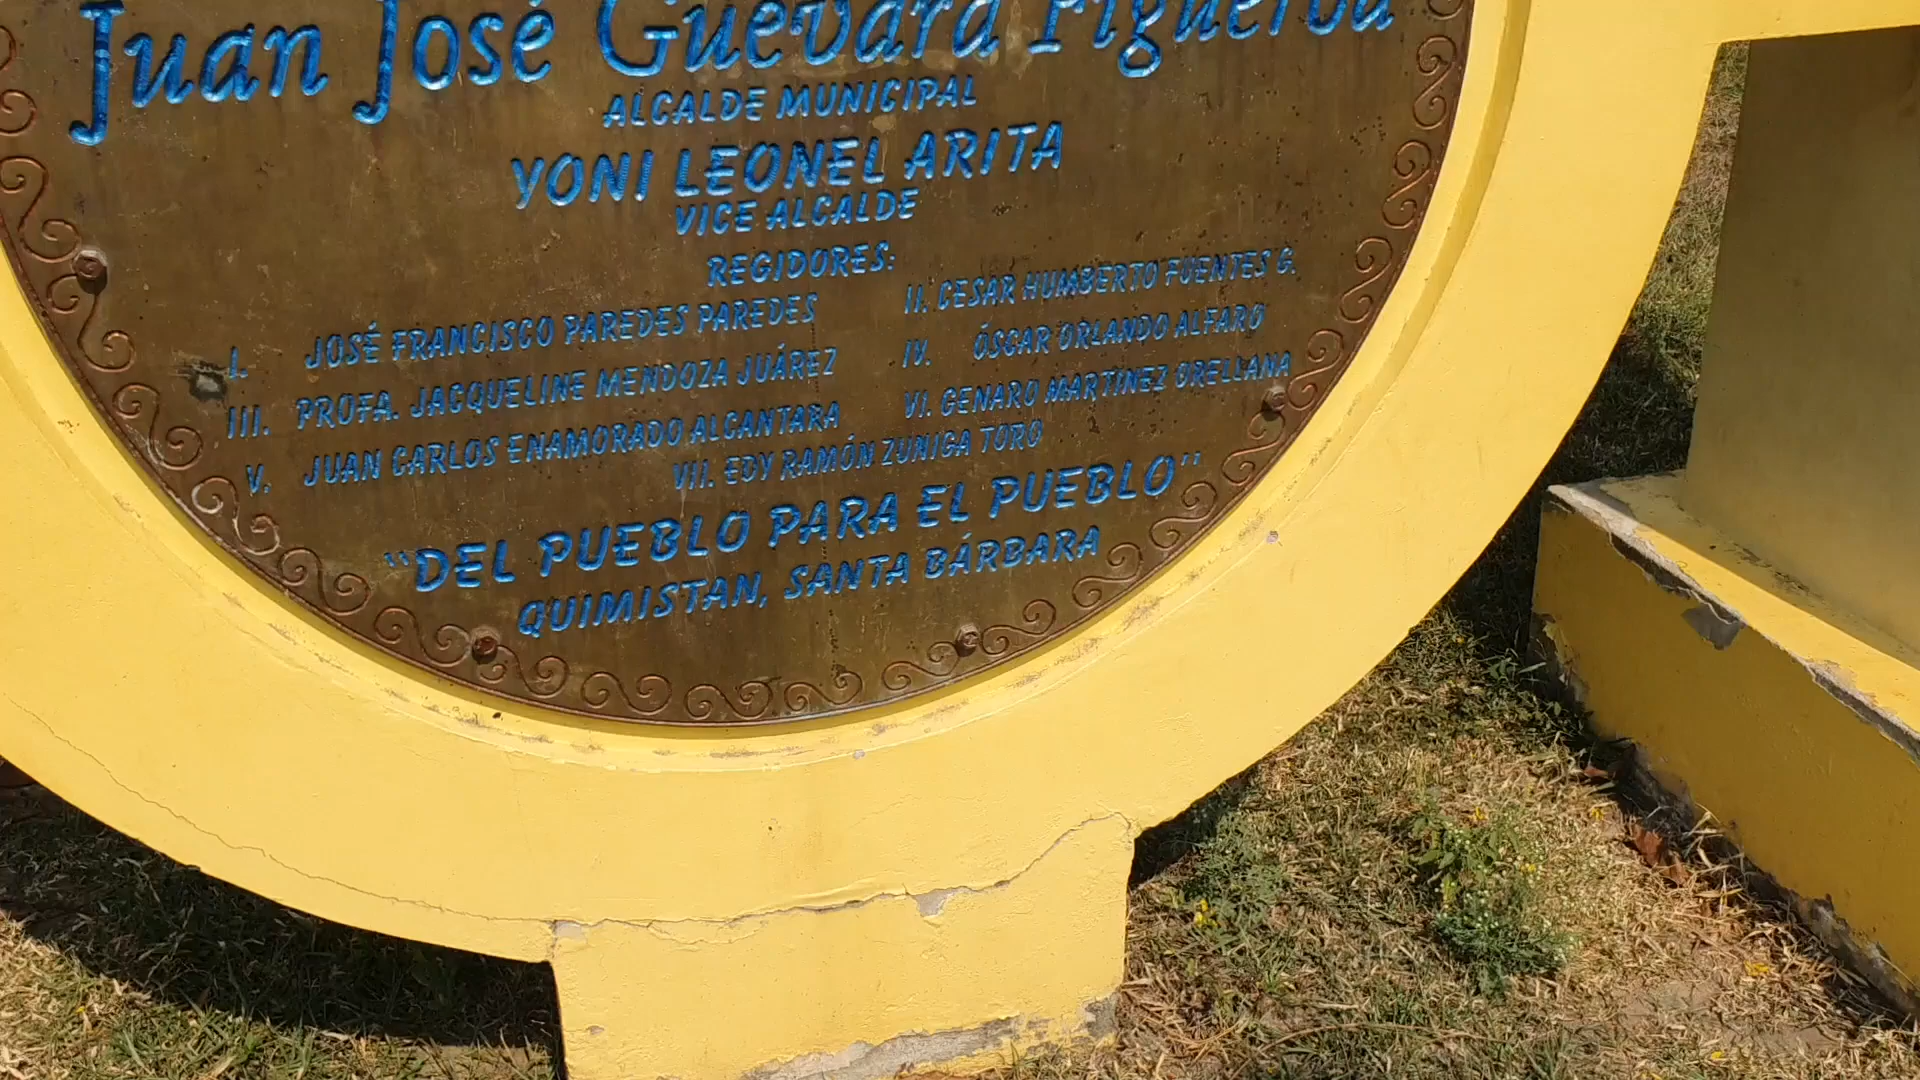 Juan José Guevara Figueroa
ALCALDE MUNICIPAL
YONI LEONEL ARITA
VICE ALCALDE
REGIDORES:
I. JOSÉ FRANCISCO PAREDES PAREDES
II. CESAR HUMBERTO FUENTES G.
III. PROFA. JACQUELINE MENDOZA JUÁREZ
IV. ÓSCAR ORLANDO ALFARO
V. JUAN CARLOS ENAMORADO ALCANTARA
VI. GENARO MARTINEZ ORELLANA
VII. EDY RAMÓN ZUNIGA TORO
"DEL PUEBLO PARA EL PUEBLO"
QUIMISTAN, SANTA BÁRBARA